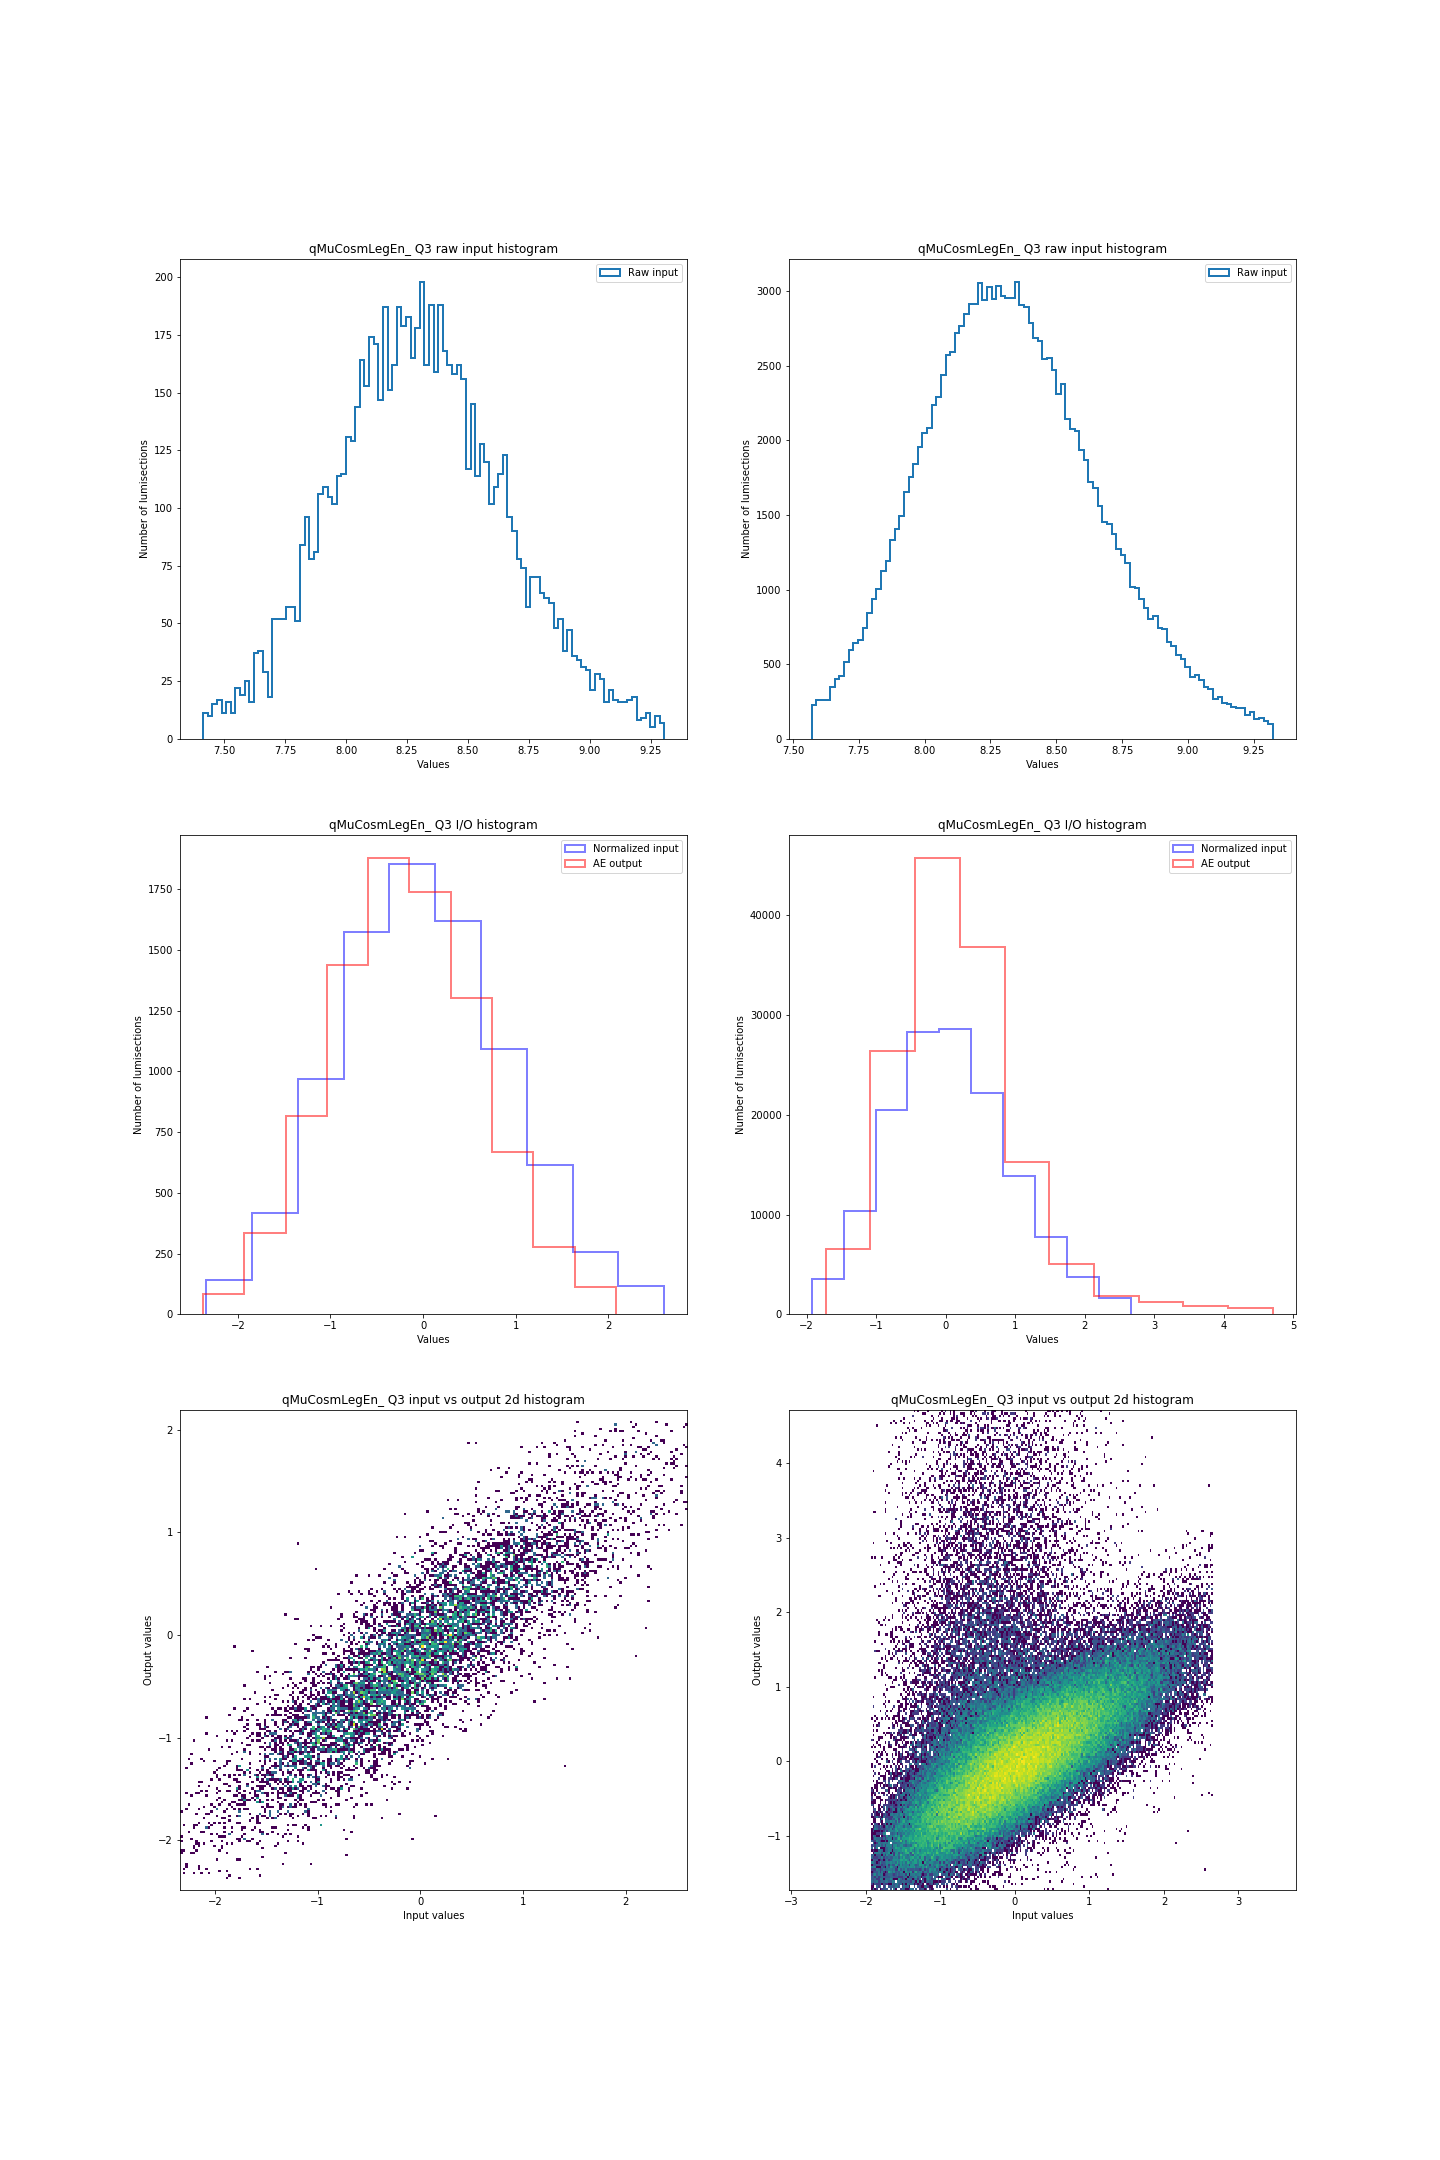 qMuCosmLegEn_ Q3 raw input histogram
Raw input
200
175
150
125
100
75
50
25
0
Number of lumisections
7.50 7.75 8.00 8.25 8.50 8.75 9.00 9.25
Values
qMuCosmLegEn_ Q3 raw input histogram
Raw input
3000
2500
2000
1500
1000
500
0
Number of lumisections
7.50 7.75 8.00 8.25 8.50 8.75 9.00 9.25
Values
qMuCosmLegEn_ Q3 I/O histogram
Normalized input
AE output
1750
1500
1250
1000
750
500
250
0
Number of lumisections
−2 −1 0 1 2
Values
qMuCosmLegEn_ Q3 I/O histogram
Normalized input
AE output
40000
30000
20000
10000
0
Number of lumisections
−2 −1 0 1 2 3 4 5
Values
qMuCosmLegEn_ Q3 input vs output 2d histogram
2
1
0
−1
−2
Output values
−2 −1 0 1 2
Input values
qMuCosmLegEn_ Q3 input vs output 2d histogram
4
3
2
1
0
−1
Output values
−3 −2 −1 0 1 2 3
Input values